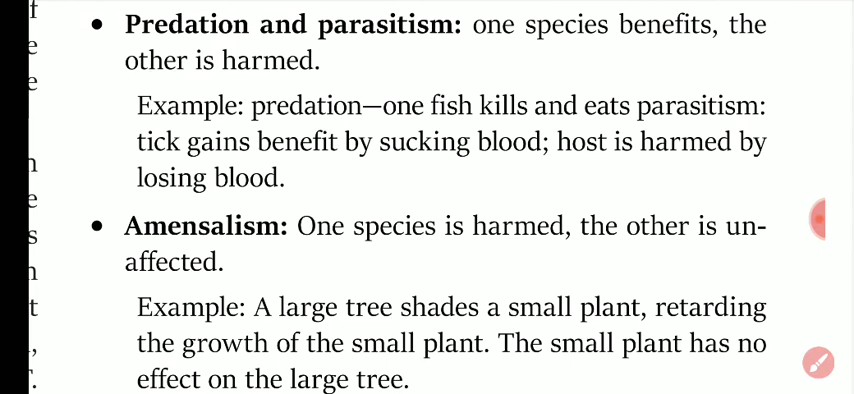 • Predation and parasitism: one species benefits, the
other is harmed.
Example: predation—one fish kills and eats parasitism:
tick gains benefit by sucking blood; host is harmed by
losing blood.
• Amensalism: One species is harmed, the other is un-
affected.
Example: A large tree shades a small plant, retarding
the growth of the small plant. The small plant has no
effect on the large tree.